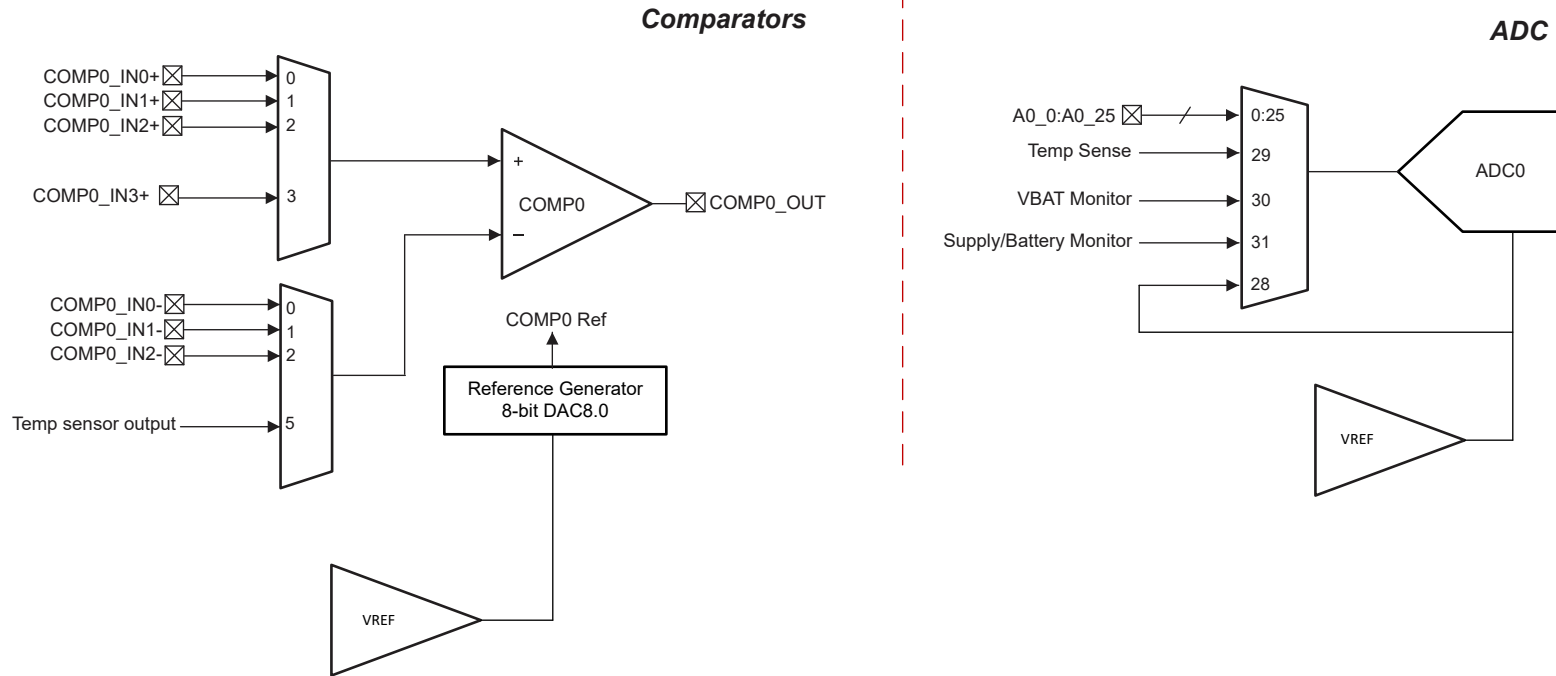 Comparators
COMP0_IN0+
COMP0_IN1+
COMP0_IN2+
COMP0_IN3+
0
1
2
3
+
COMP0
−
COMP0_OUT
COMP0_IN0-
COMP0_IN1-
COMP0_IN2-
Temp sensor output
0
1
2
5
COMP0 Ref
Reference Generator
8-bit DAC8.0
VREF
ADC
A0_0:A0_25
Temp Sense
VBAT Monitor
Supply/Battery Monitor
0:25
29
30
31
28
ADC0
VREF